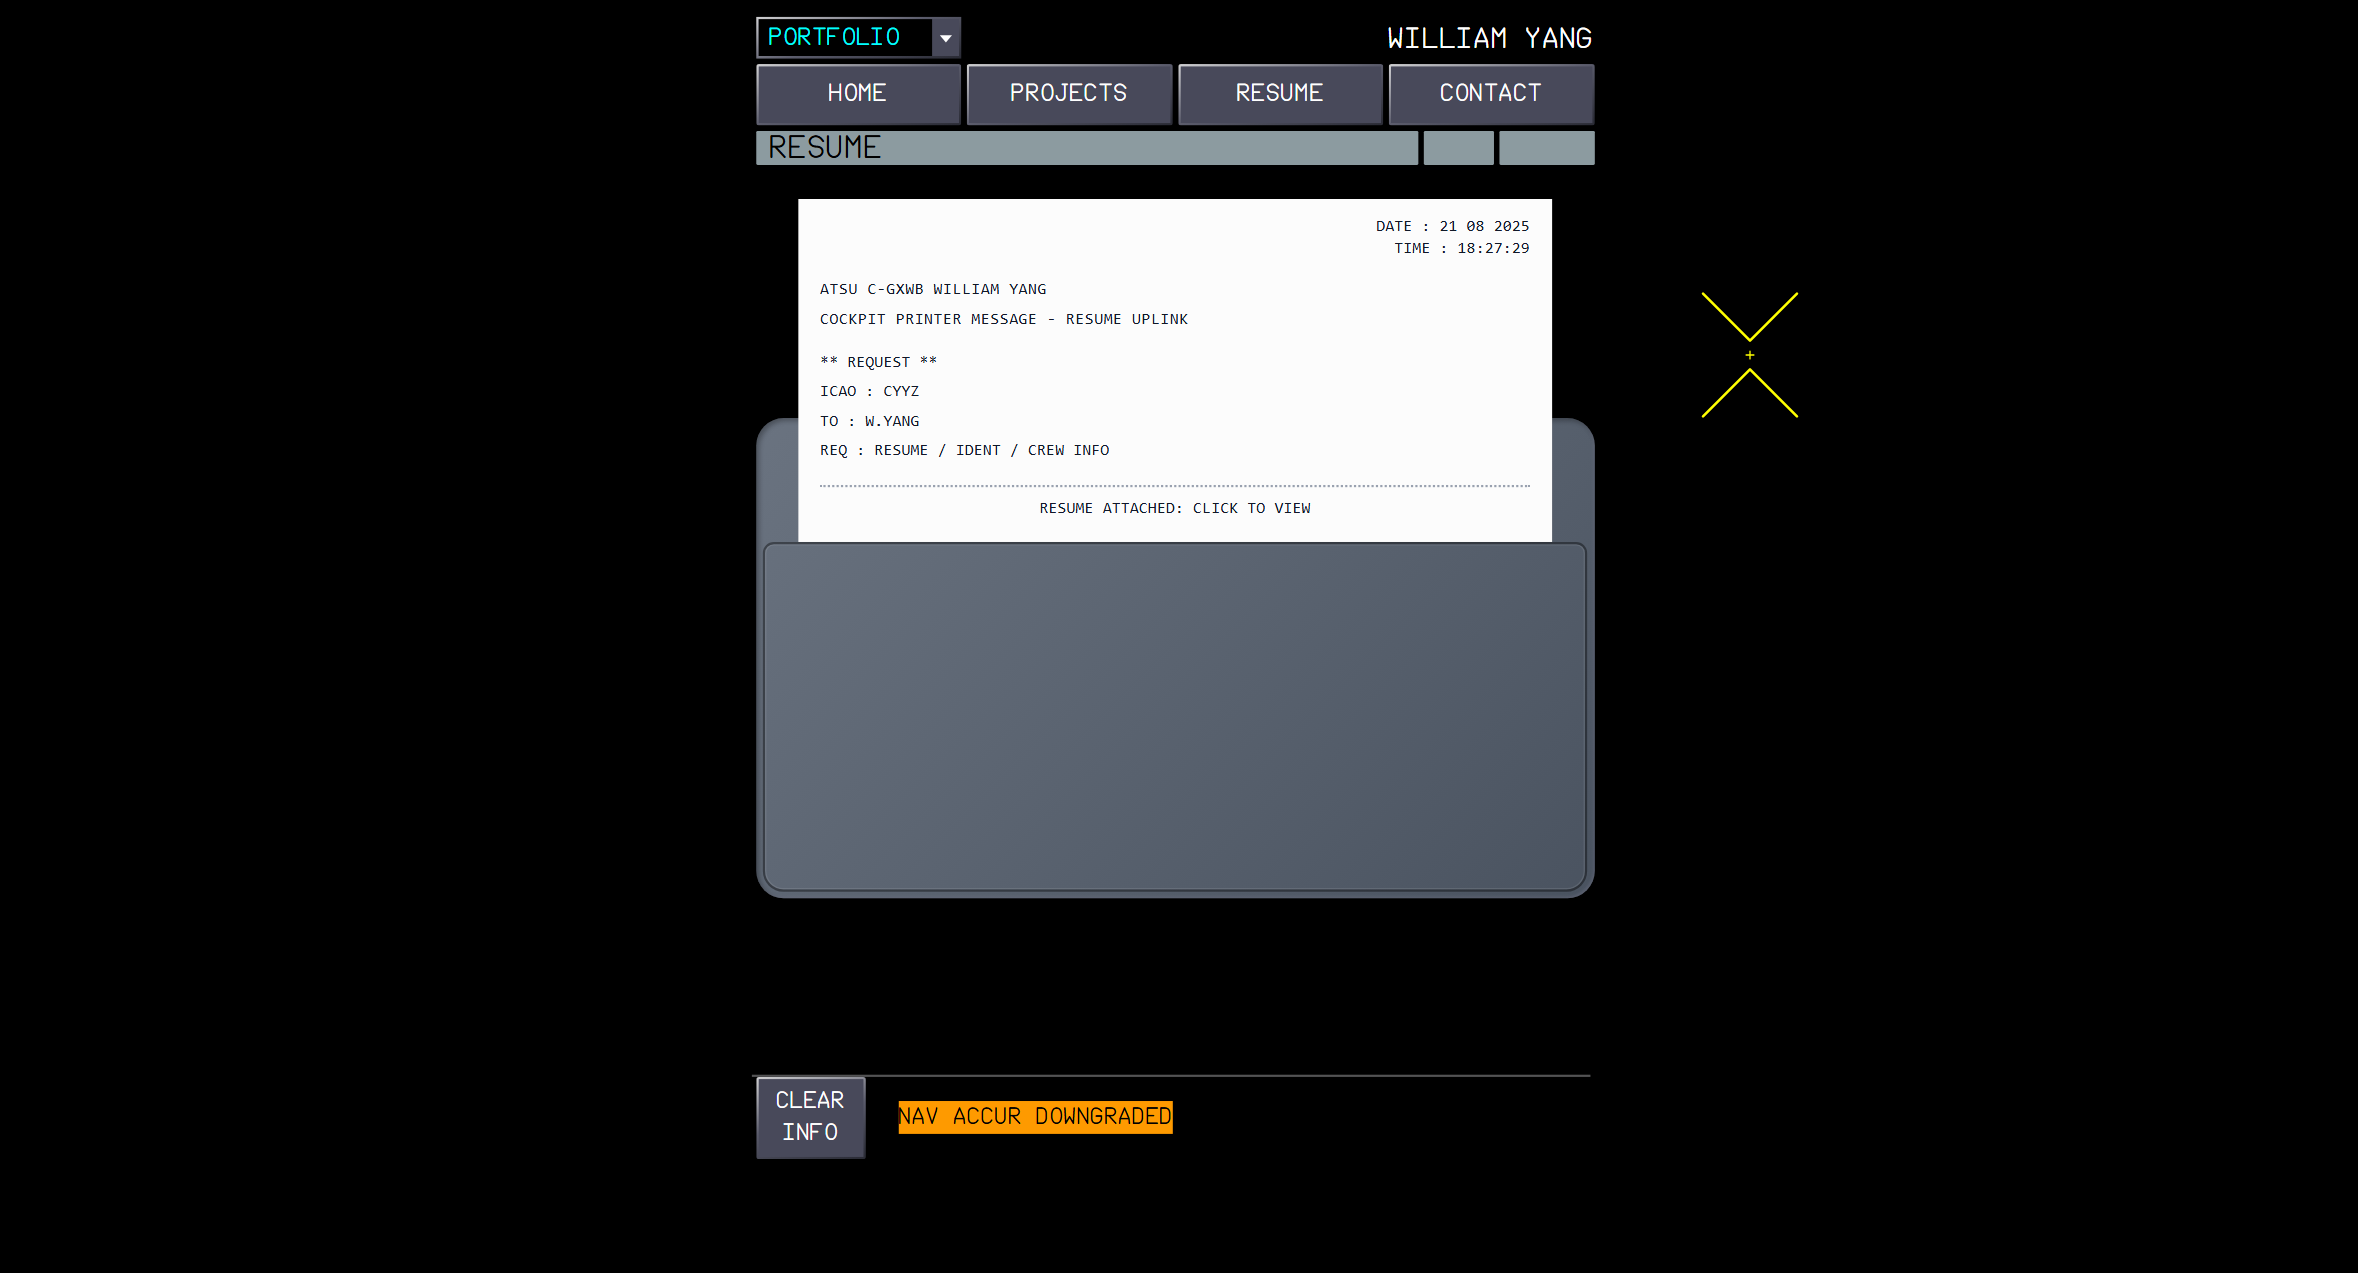 PORTFOLIO
WILLIAM YANG
HOME
PROJECTS
RESUME
CONTACT
RESUME
DATE : 21 08 2025
TIME : 18:27:29
ATSU C-GXWB WILLIAM YANG
COCKPIT PRINTER MESSAGE - RESUME UPLINK
** REQUEST **
ICAO : CYYZ
TO : W.YANG
REQ : RESUME / IDENT / CREW INFO
RESUME ATTACHED: CLICK TO VIEW
CLEAR
INFO
NAV ACCUR DOWNGRADED